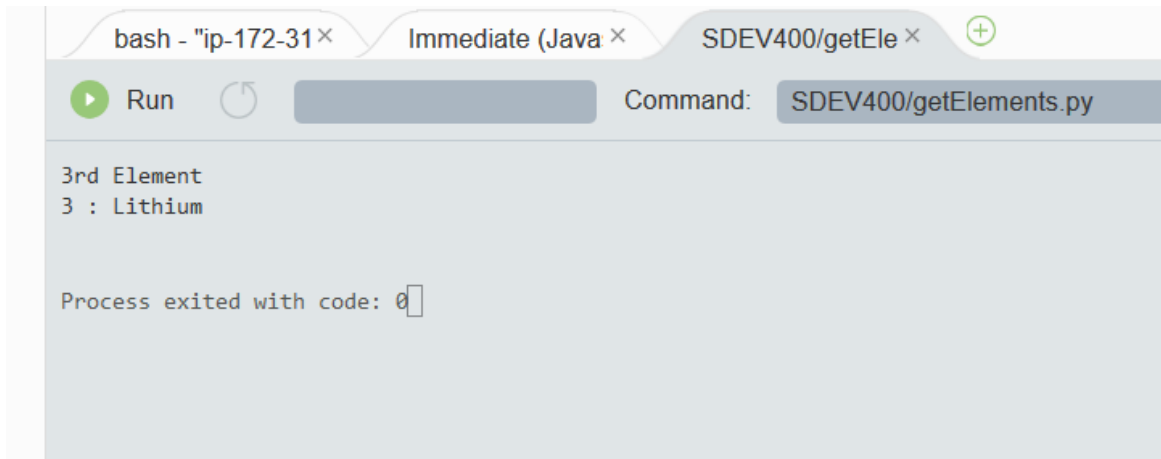 bash - "ip-172-31 Immediate (Java SDEV400/getEle
Run Command: SDEV400/getElements.py
3rd Element
3 : Lithium
Process exited with code: 0